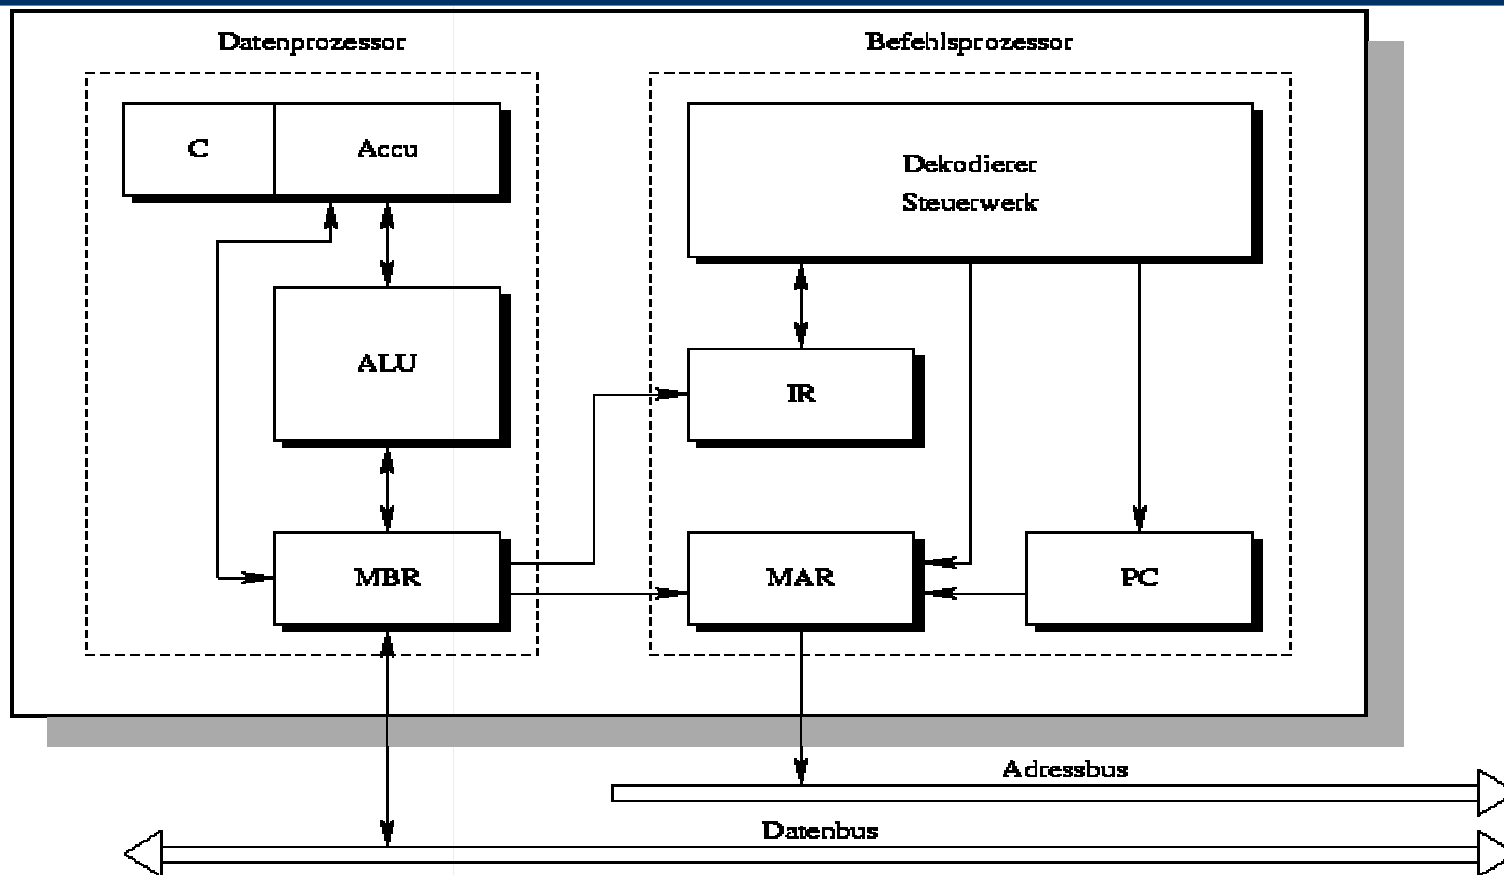 Datenprozessor
Befehlsprozessor
C
Accu
Dekodierer
Steuerwerk
ALU
IR
MBR
MAR
PC
Adressbus
Datenbus